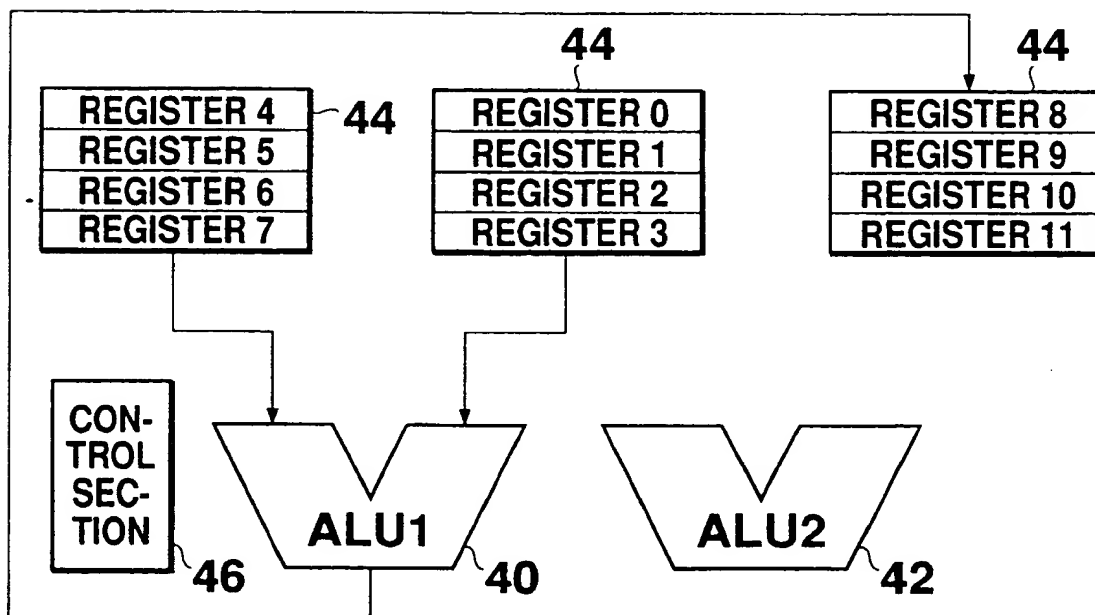 44
44
44
REGISTER 4
REGISTER 5
REGISTER 6
REGISTER 7
REGISTER 0
REGISTER 1
REGISTER 2
REGISTER 3
REGISTER 8
REGISTER 9
REGISTER 10
REGISTER 11
CON-
TROL
SEC-
TION
46
ALU1
40
ALU2
42